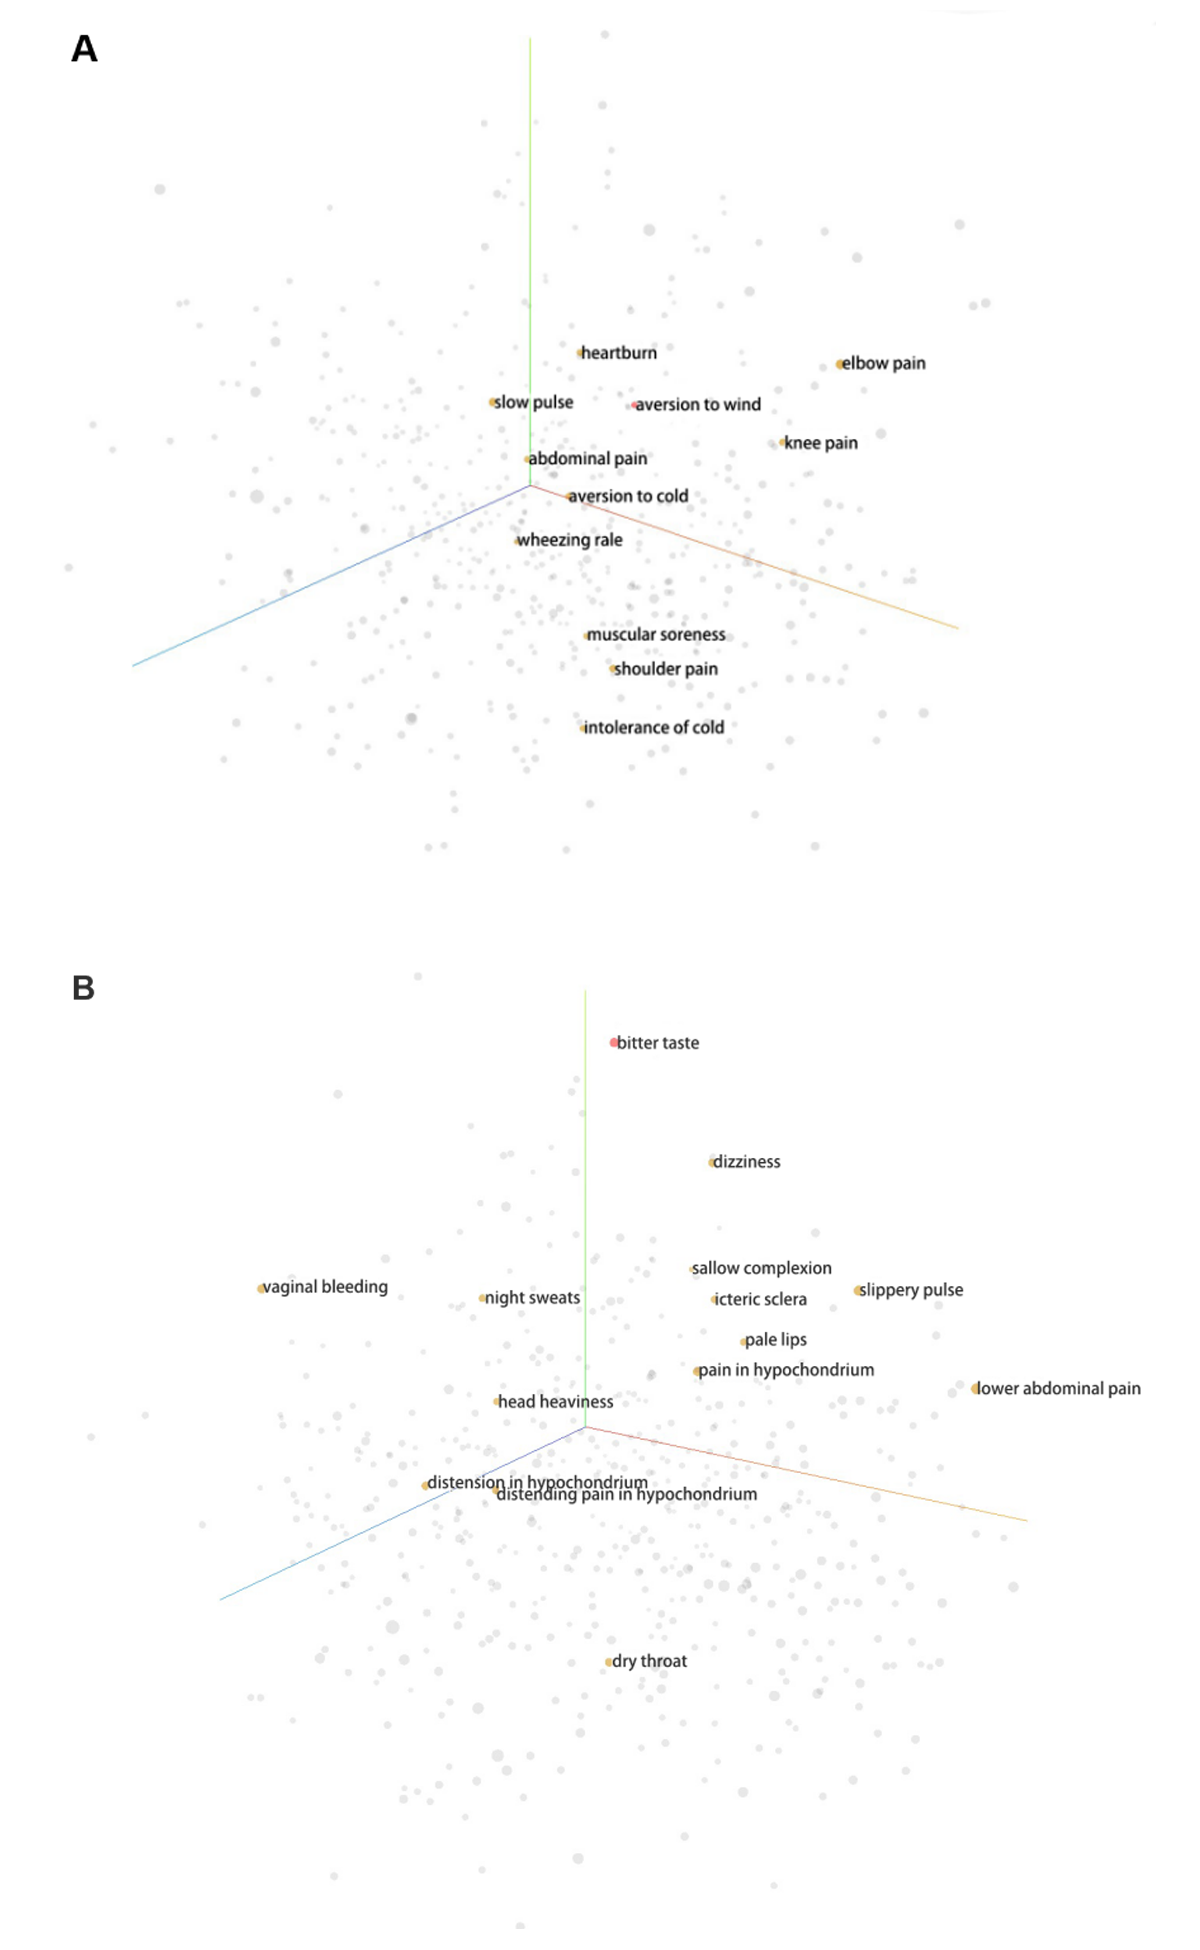 A
heartburn
elbow pain
slow pulse
aversion to wind
knee pain
abdominal pain
aversion to cold
wheezing rale
muscular soreness
shoulder pain
intolerance of cold
B
bitter taste
dizziness
sallow complexion
vaginal bleeding
slippery pulse
night sweats
icteric sclera
pale lips
pain in hypochondrium
lower abdominal pain
head heaviness
distension in hypochondrium
distending pain in hypochondrium
dry throat